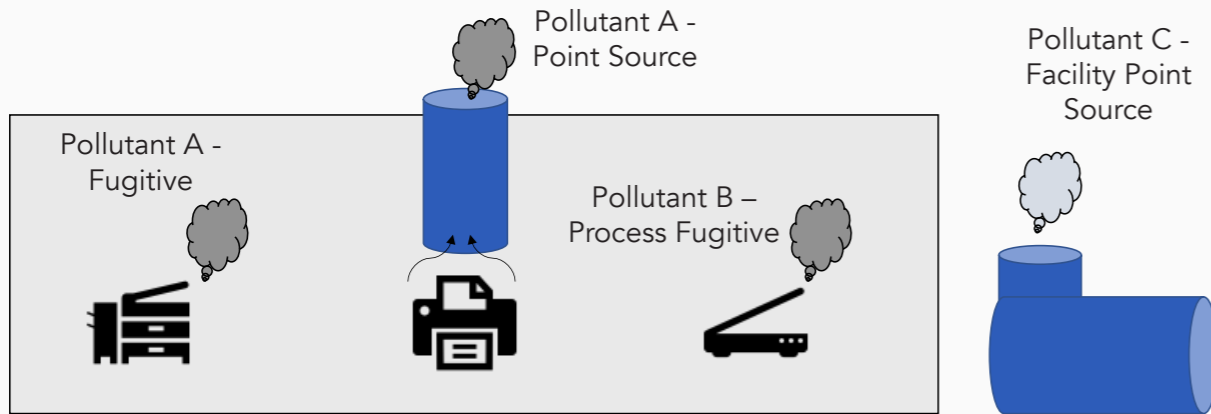 Pollutant A -
Point Source
Pollutant C -
Facility Point
Source
Pollutant A -
Fugitive
Pollutant B –
Process Fugitive